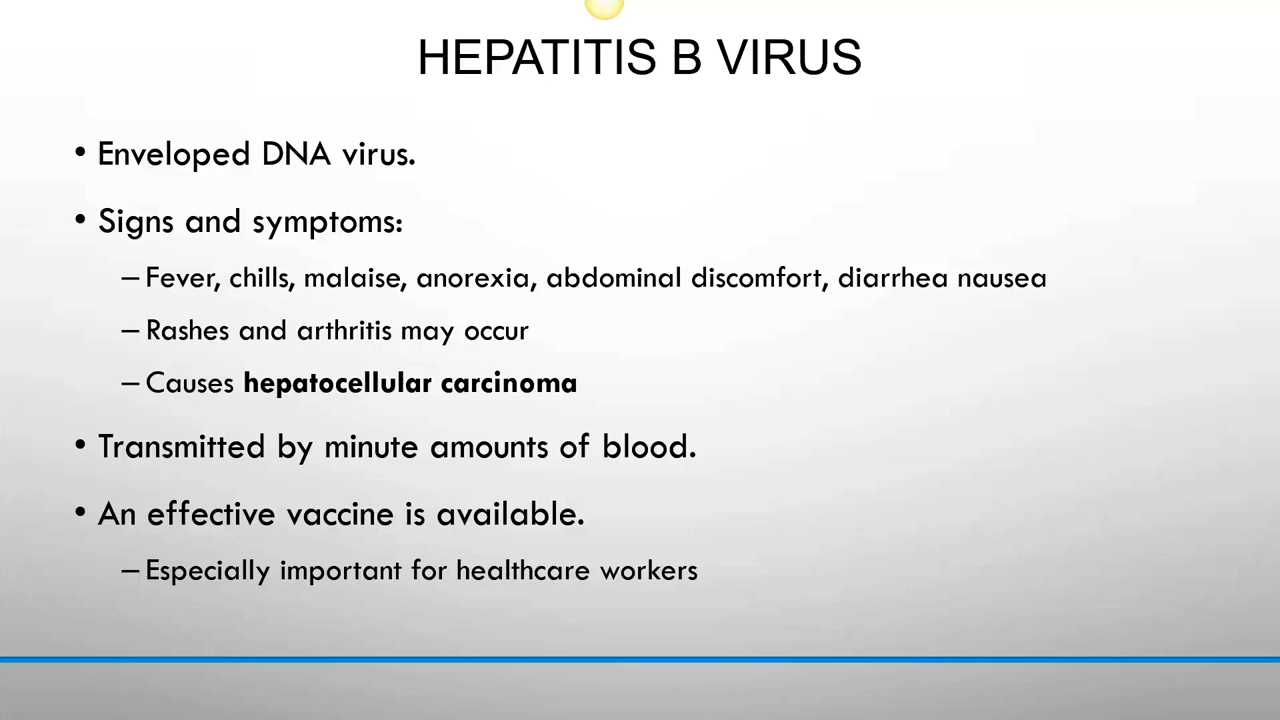 HEPATITIS B VIRUS
• Enveloped DNA virus.
• Signs and symptoms:
– Fever, chills, malaise, anorexia, abdominal discomfort, diarrhea nausea
– Rashes and arthritis may occur
– Causes hepatocellular carcinoma
• Transmitted by minute amounts of blood.
• An effective vaccine is available.
– Especially important for healthcare workers